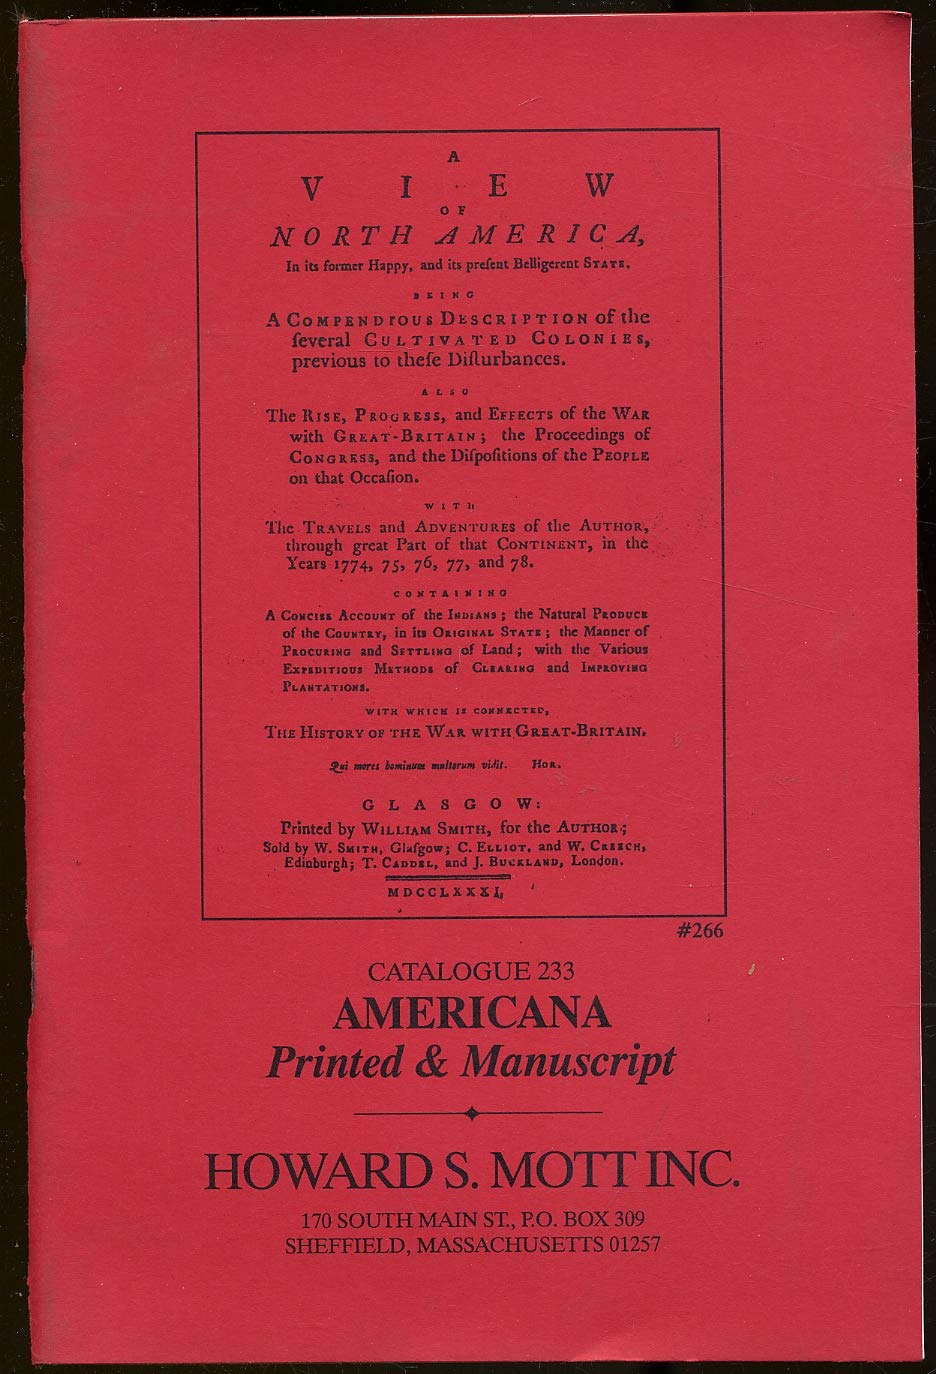 A
V I E W
OF
NORTH AMERICA,
In its former Happy, and its preſent Belligerent STATE.
BEING
A COMPENDIOUS DESCRIPTION of the
ſeveral CULTIVATED COLONIES,
previous to theſe Diſturbances.
ALSO
The RISE, PROGRESS, and EFFECTS of the WAR
with GREAT-BRITAIN; the Proceedings of
CONGRESS, and the Diſpoſitions of the PEOPLE
on that Occaſion.
WITH
The TRAVELS and ADVENTURES of the AUTHOR,
through great Part of that CONTINENT, in the
Years 1774, 75, 76, 77, and 78.
CONTAINING
A CONCISE ACCOUNT of the INDIANS; the Natural PRODUCE
of the COUNTRY, in its ORIGINAL STATE; the Manner of
PROCURING and SETTLING of Land; with the Various
EXPEDITIOUS METHODS of CLEARING and IMPROVING
PLANTATIONS.
WITH WHICH IS CONNECTED,
THE HISTORY OF THE WAR WITH GREAT-BRITAIN.
Qui mores hominum multorum vidit. HOR.
GLASGOW:
Printed by WILLIAM SMITH, for the AUTHOR;
Sold by W. SMITH, Glaſgow; C. ELLIOT, and W. CREECH,
Edinburgh; T. CADDEL, and J. BUCKLAND, London.
MDCCLXXXI,
#266
CATALOGUE 233
AMERICANA
Printed & Manuscript
HOWARD S. MOTT INC.
170 SOUTH MAIN ST., P.O. BOX 309
SHEFFIELD, MASSACHUSETTS 01257